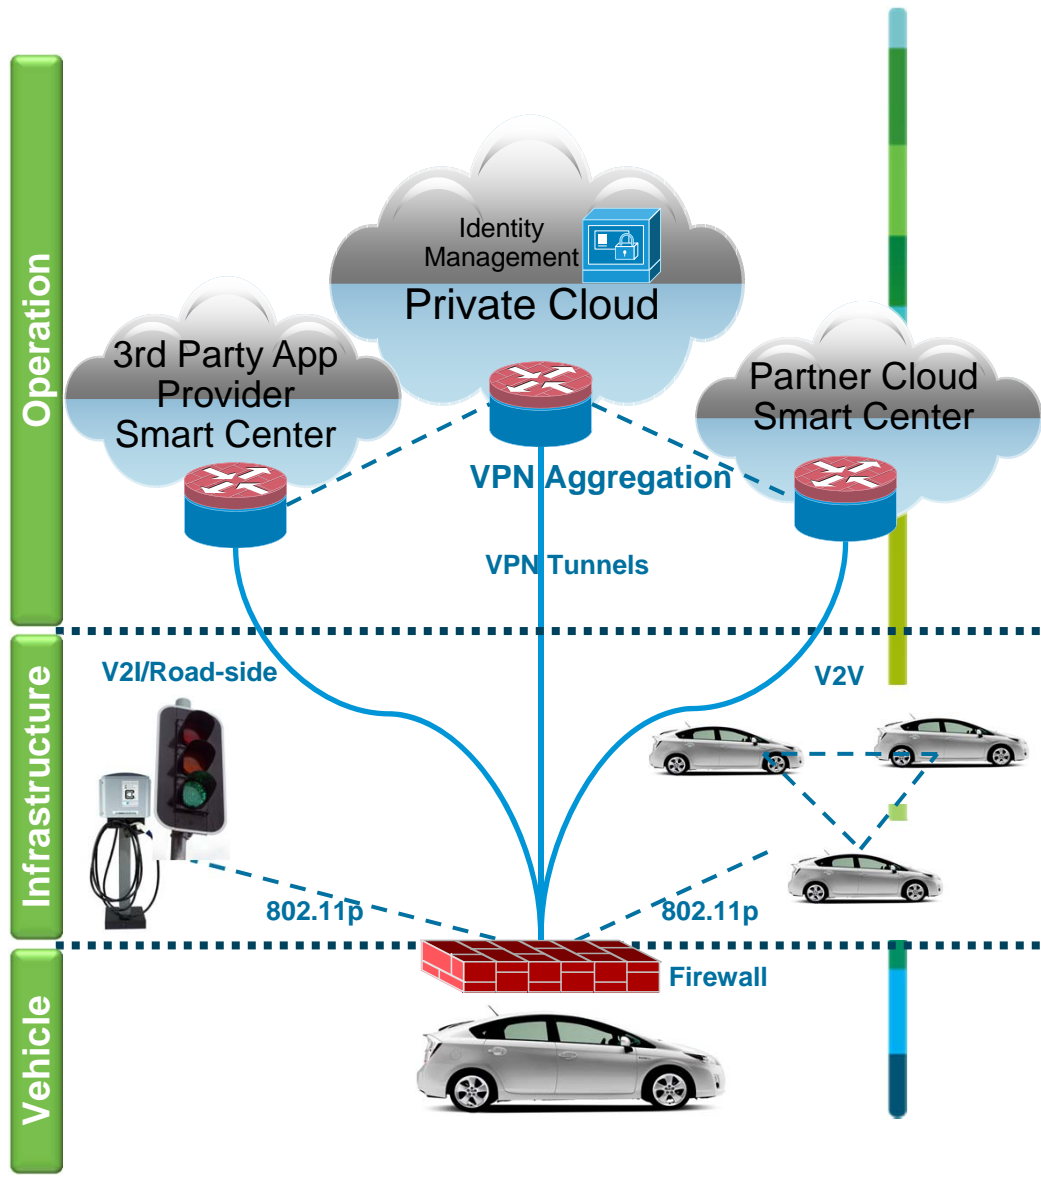 Operation
Identity
Management
Private Cloud
3rd Party App
Provider
Smart Center
Partner Cloud
Smart Center
VPN Aggregation
VPN Tunnels
Infrastructure
V2I/Road-side
V2V
802.11p
802.11p
Vehicle
Firewall